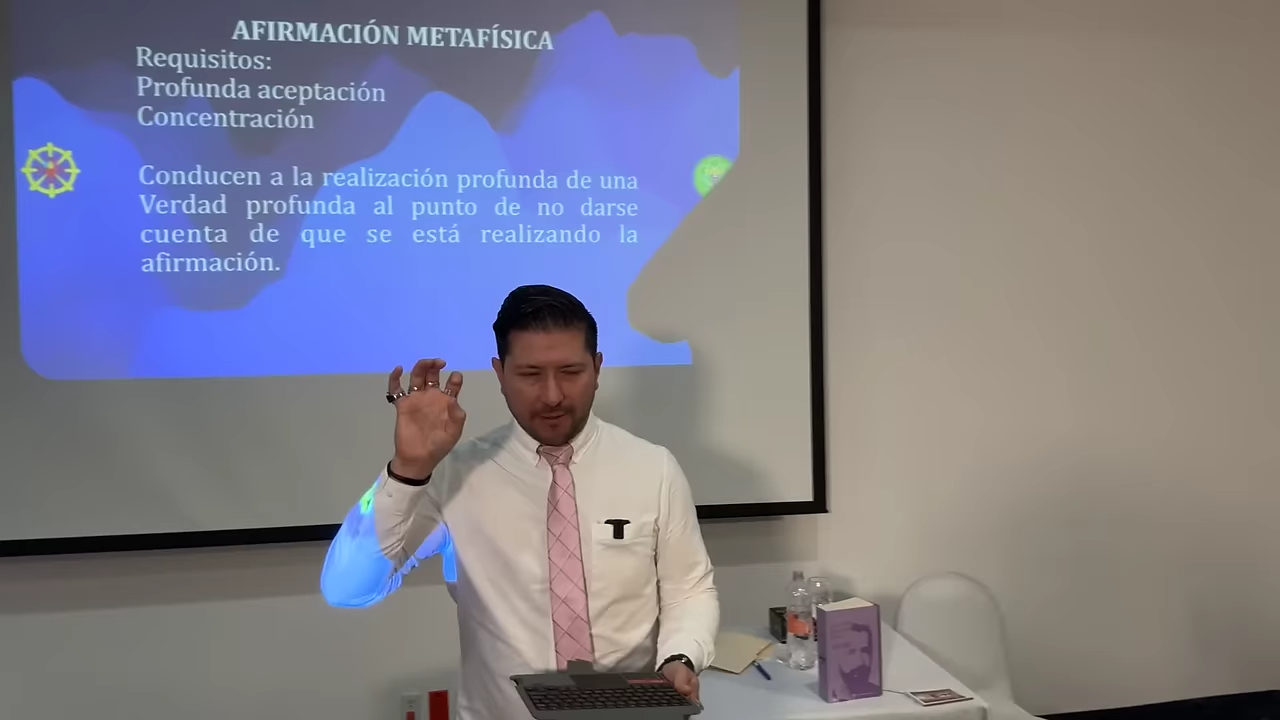 AFIRMACIÓN METAFÍSICA
Requisitos:
Profunda aceptación
Concentración
Conducen a la realización profunda de una
Verdad profunda al punto de no darse
cuenta de que se está realizando la
afirmación.